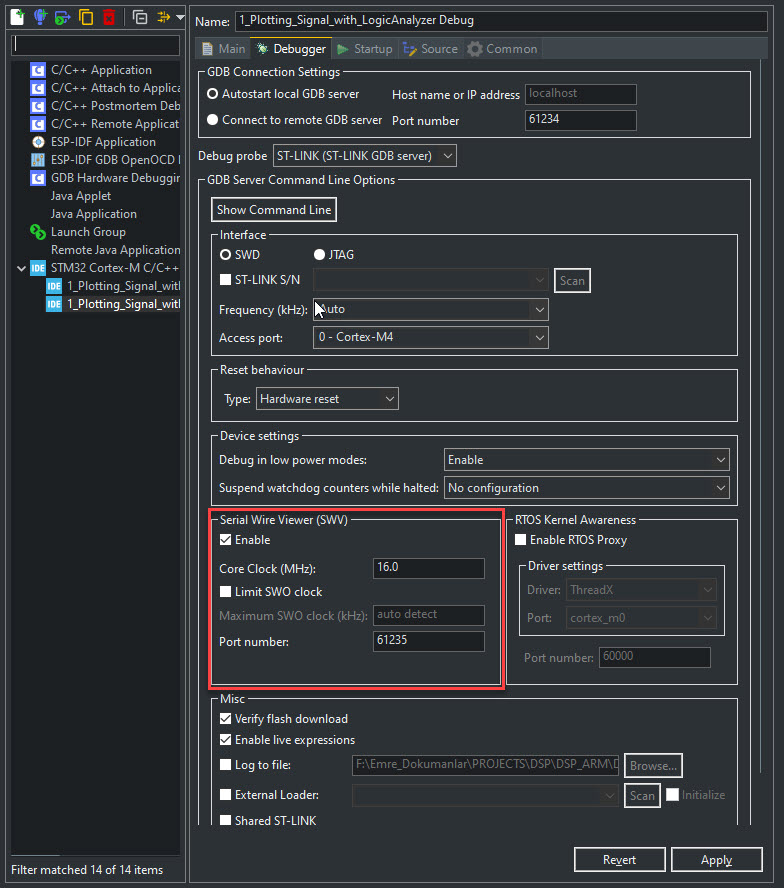 Name: 1_Plotting_Signal_with_LogicAnalyzer Debug
Main
Debugger
Startup
Source
Common
C/C++ Application
C/C++ Attach to Applica
C/C++ Postmortem Deb
C/C++ Remote Applicat
ESP-IDF Application
ESP-IDF GDB OpenOCD
GDB Hardware Debuggin
Java Applet
Java Application
Launch Group
Remote Java Application
IDE STM32 Cortex-M C/C++
IDE 1_Plotting_Signal_wit
IDE 1_Plotting_Signal_wit
Filter matched 14 of 14 items
GDB Connection Settings
Autostart local GDB server
Host name or IP address localhost
Connect to remote GDB server
Port number 61234
Debug probe ST-LINK (ST-LINK GDB server)
GDB Server Command Line Options
Show Command Line
Interface
SWD
JTAG
ST-LINK S/N
Scan
Frequency (kHz): Auto
Access port: 0 - Cortex-M4
Reset behaviour
Type: Hardware reset
Device settings
Debug in low power modes: Enable
Suspend watchdog counters while halted: No configuration
Serial Wire Viewer (SWV)
Enable
Core Clock (MHz): 16.0
Limit SWO clock
Maximum SWO clock (kHz): auto detect
Port number: 61235
RTOS Kernel Awareness
Enable RTOS Proxy
Driver settings
Driver: ThreadX
Port: cortex_m0
Port number: 60000
Misc
Verify flash download
Enable live expressions
Log to file: F:\Emre_Dokumanlar\PROJECTS\DSP\DSP_ARM\D
Browse...
External Loader:
Scan
Initialize
Shared ST-LINK
Revert
Apply